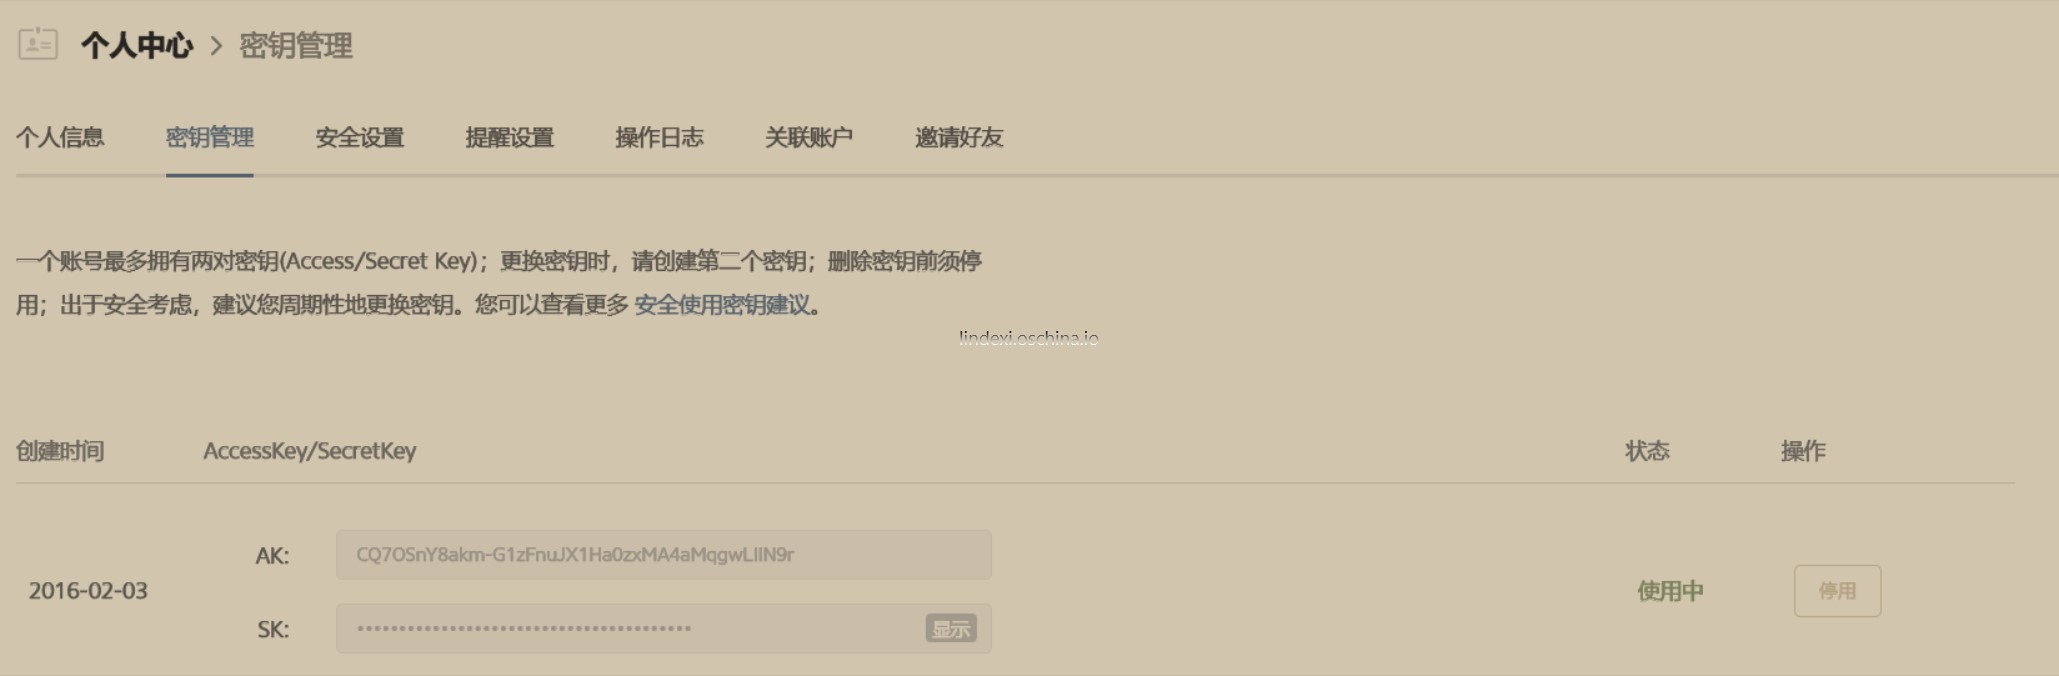 个人中心 > 密钥管理
个人信息 密钥管理 安全设置 提醒设置 操作日志 关联账户 邀请好友
一个账号最多拥有两对密钥(Access/Secret Key)；更换密钥时，请创建第二个密钥；删除密钥前须停
用；出于安全考虑，建议您周期性地更换密钥。您可以查看更多 安全使用密钥建议。
lindexi.oschina.io
创建时间 AccessKey/SecretKey 状态 操作
AK: CQ7OSnY8akm-G1zFnuJX1Ha0zxMA4aMqgwLIIN9r
2016-02-03 使用中 停用
SK: •••••••••••••••••••••••••••••••••••••••• 显示